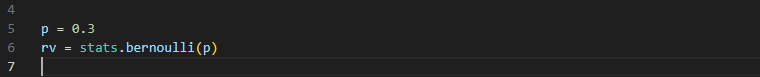 4
5 p = 0.3
6 rv = stats.bernoulli(p)
7